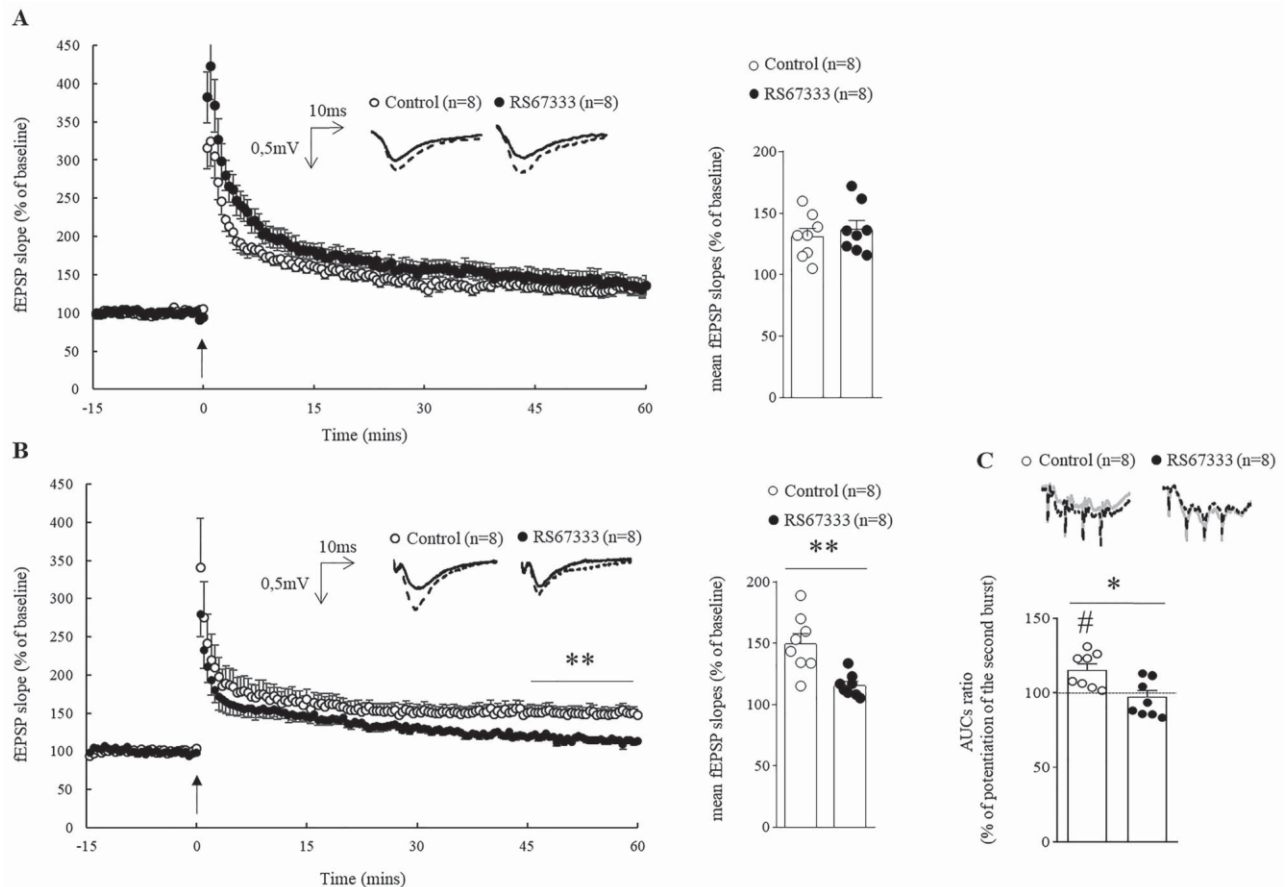 A
fEPSP slope (% of baseline)
450
400
350
300
250
200
150
100
50
0
-15
0
15
30
45
60
Time (mins)
10ms
0,5mV
Control (n=8)
RS67333 (n=8)
Control (n=8)
RS67333 (n=8)
mean fEPSP slopes (% of baseline)
200
150
100
50
0
B
fEPSP slope (% of baseline)
450
400
350
300
250
200
150
100
50
0
-15
0
15
30
45
60
Time (mins)
10ms
0,5mV
Control (n=8)
RS67333 (n=8)
**
Control (n=8)
RS67333 (n=8)
**
mean fEPSP slopes (% of baseline)
200
150
100
50
0
C
Control (n=8)
RS67333 (n=8)
*
#
AUCs ratio
(% of potentiation of the second burst)
150
100
50
0